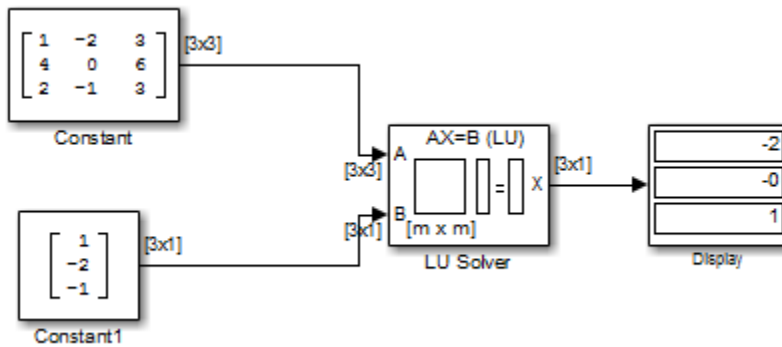 1 -2 3
4 0 6
2 -1 3
[3x3]
Constant
1
-2
-1
[3x1]
Constant1
AX=B (LU)
A
[3x3]
B
[3x1]
=
X
[m x m]
LU Solver
[3x1]
-2
-0
1
Display